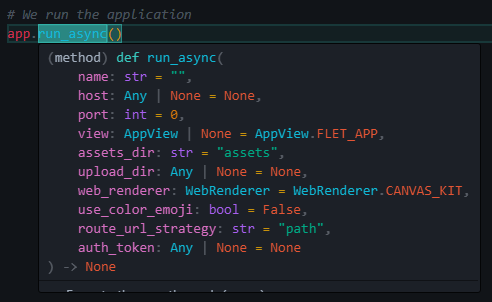 # We run the application
app.run_async()
(method) def run_async(
    name: str = "",
    host: Any | None = None,
    port: int = 0,
    view: AppView | None = AppView.FLET_APP,
    assets_dir: str = "assets",
    upload_dir: Any | None = None,
    web_renderer: WebRenderer = WebRenderer.CANVAS_KIT,
    use_color_emoji: bool = False,
    route_url_strategy: str = "path",
    auth_token: Any | None = None
) -> None